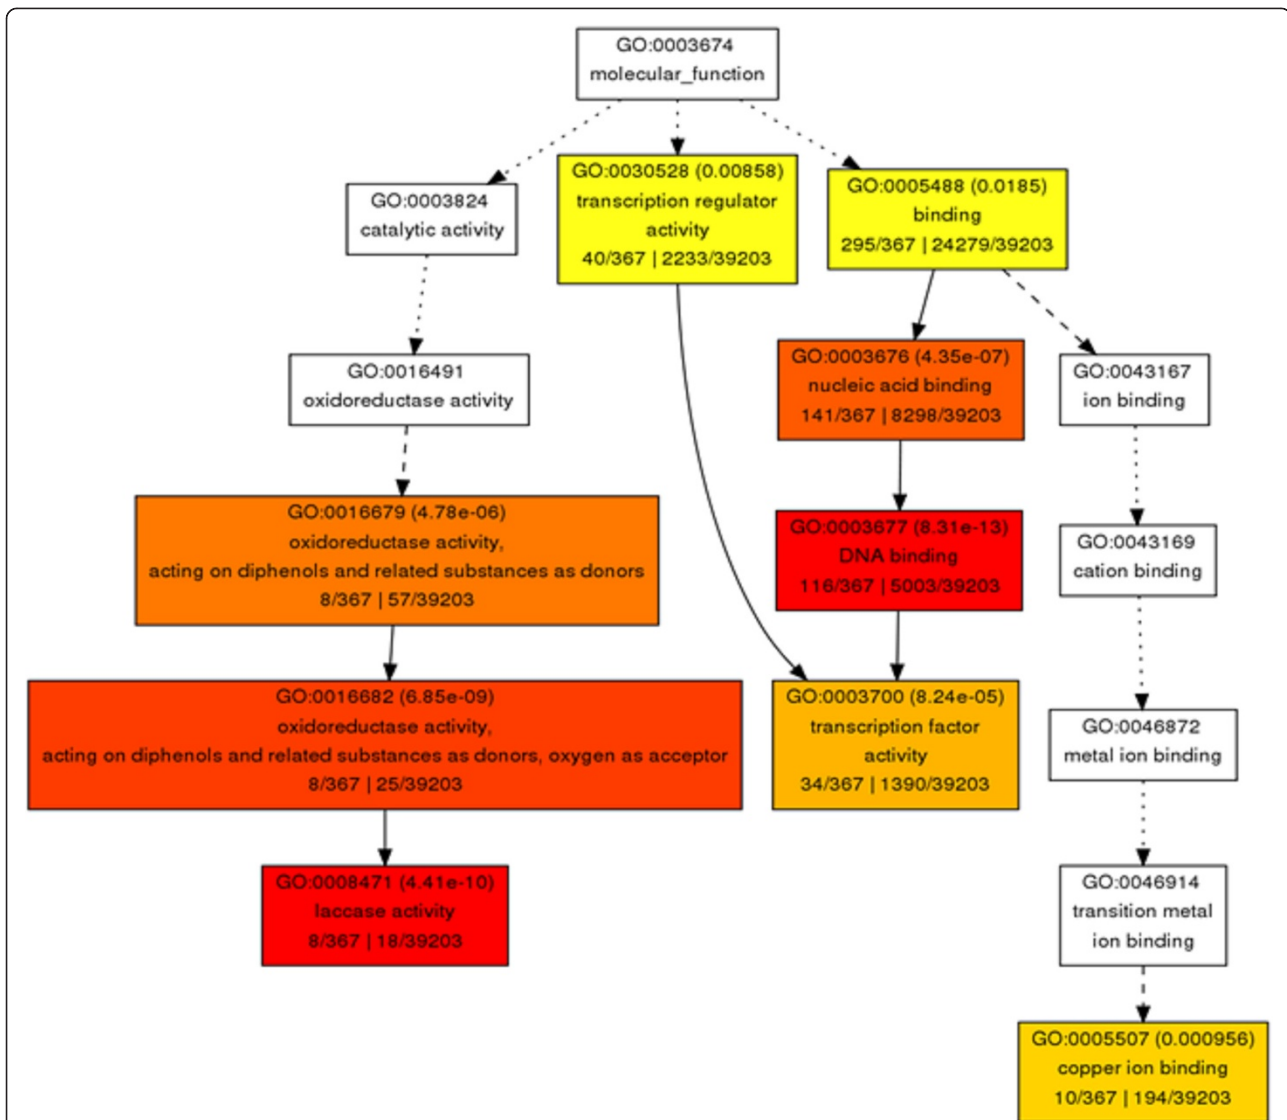 GO:0003674
molecular_function
GO:0003824
catalytic activity
GO:0030528 (0.00858)
transcription regulator
activity
40/367 | 2233/39203
GO:0005488 (0.0185)
binding
295/367 | 24279/39203
GO:0016491
oxidoreductase activity
GO:0003676 (4.35e-07)
nucleic acid binding
141/367 | 8298/39203
GO:0043167
ion binding
GO:0016679 (4.78e-06)
oxidoreductase activity,
acting on diphenols and related substances as donors
8/367 | 57/39203
GO:0003677 (8.31e-13)
DNA binding
116/367 | 5003/39203
GO:0043169
cation binding
GO:0016682 (6.85e-09)
oxidoreductase activity,
acting on diphenols and related substances as donors, oxygen as acceptor
8/367 | 25/39203
GO:0003700 (8.24e-05)
transcription factor
activity
34/367 | 1390/39203
GO:0046872
metal ion binding
GO:0008471 (4.41e-10)
laccase activity
8/367 | 18/39203
GO:0046914
transition metal
ion binding
GO:0005507 (0.000956)
copper ion binding
10/367 | 194/39203